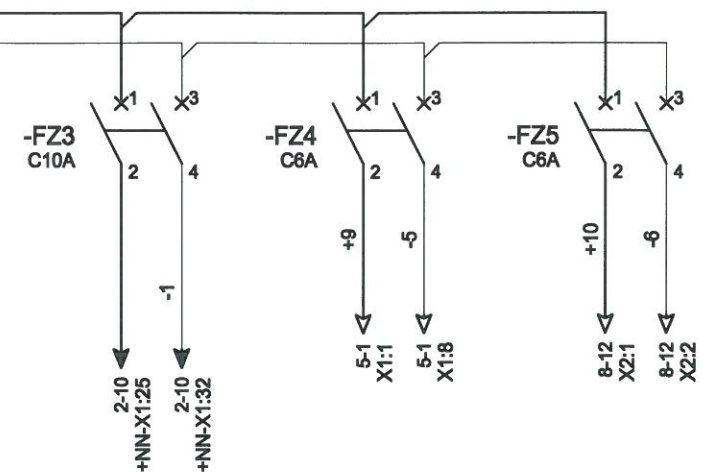 1
3
-FZ3
C10A
2
4
-1
2-10
+NN-X1:25
2-10
+NN-X1:32
1
3
-FZ4
C6A
2
4
+9
-5
5-1
X1:1
5-1
X1:8
1
3
-FZ5
C6A
2
4
+10
-6
8-12
X2:1
8-12
X2:2